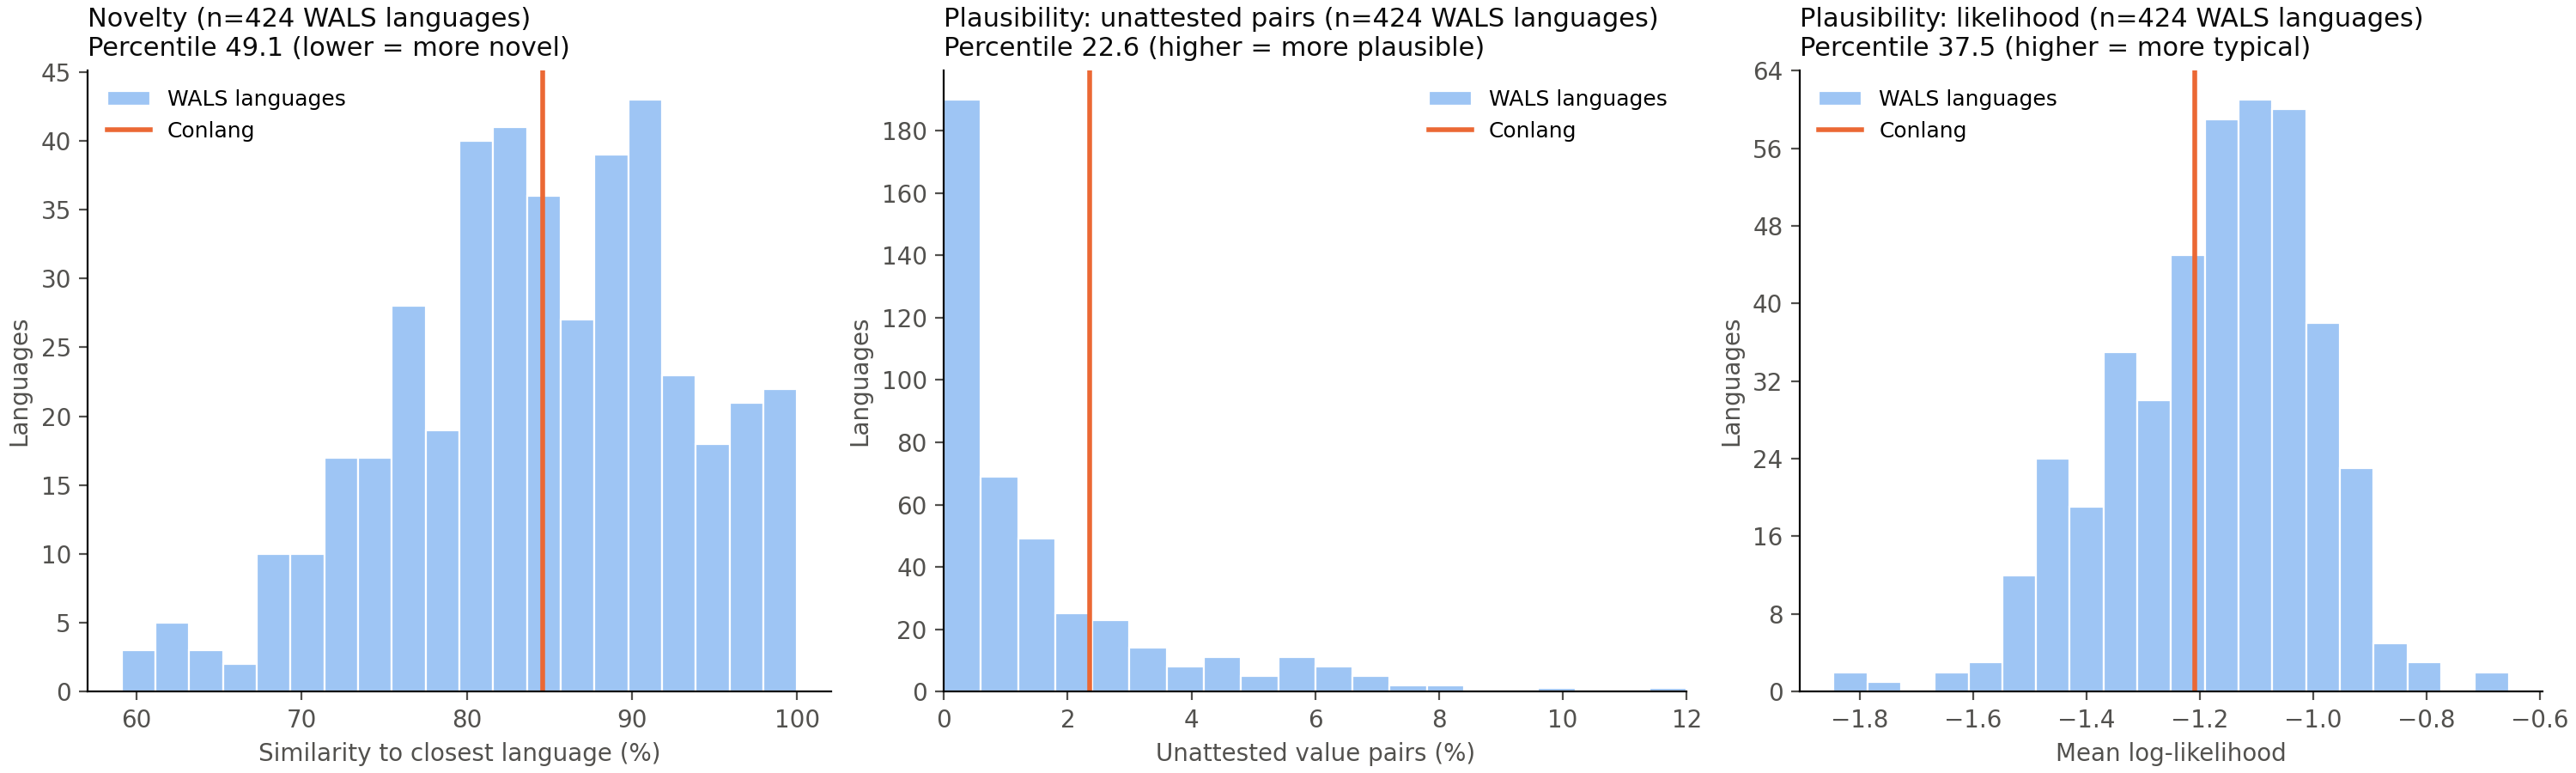 Novelty (n=424 WALS languages)
Percentile 49.1 (lower = more novel)
45
40
35
30
25
20
15
10
5
0
Languages
WALS languages
Conlang
60
70
80
90
100
Similarity to closest language (%)
Plausibility: unattested pairs (n=424 WALS languages)
Percentile 22.6 (higher = more plausible)
180
160
140
120
100
80
60
40
20
0
Languages
WALS languages
Conlang
0
2
4
6
8
10
12
Unattested value pairs (%)
Plausibility: likelihood (n=424 WALS languages)
Percentile 37.5 (higher = more typical)
64
56
48
40
32
24
16
8
0
Languages
WALS languages
Conlang
−1.8
−1.6
−1.4
−1.2
−1.0
−0.8
−0.6
Mean log-likelihood